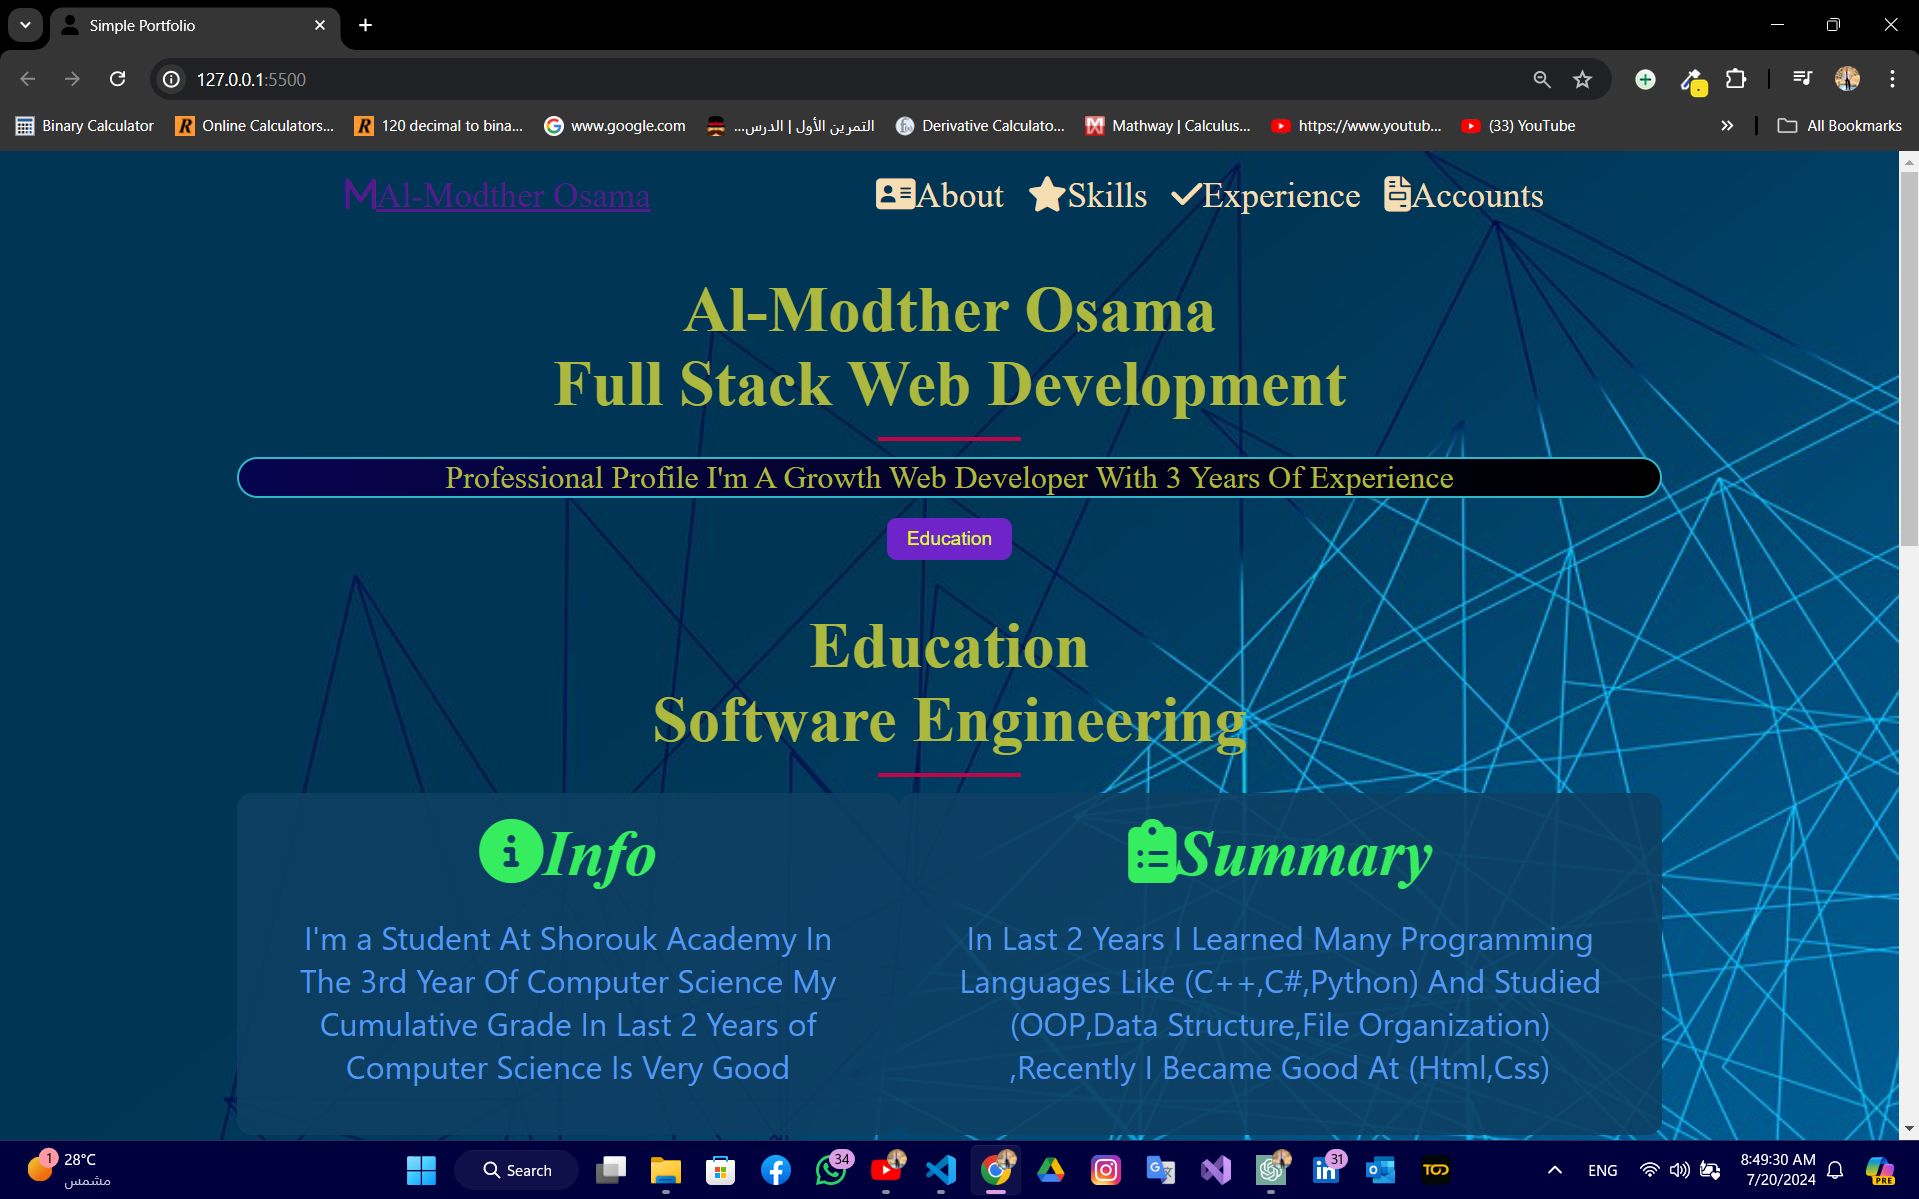 Simple Portfolio
127.0.0.1:5500
Binary Calculator
Online Calculators...
120 decimal to bina...
www.google.com
التمرين الأول | الدرس...
Derivative Calculato...
Mathway | Calculus...
https://www.youtub...
(33) YouTube
All Bookmarks
Al-Modther Osama
About
Skills
Experience
Accounts
Al-Modther Osama
Full Stack Web Development
Professional Profile I'm A Growth Web Developer With 3 Years Of Experience
Education
Education
Software Engineering
Info
I'm a Student At Shorouk Academy In
The 3rd Year Of Computer Science My
Cumulative Grade In Last 2 Years of
Computer Science Is Very Good
Summary
In Last 2 Years I Learned Many Programming
Languages Like (C++,C#,Python) And Studied
(OOP,Data Structure,File Organization)
,Recently I Became Good At (Html,Css)
1
28°C
مشمس
Search
34
31
TOD
ENG
8:49:30 AM
7/20/2024
PRE